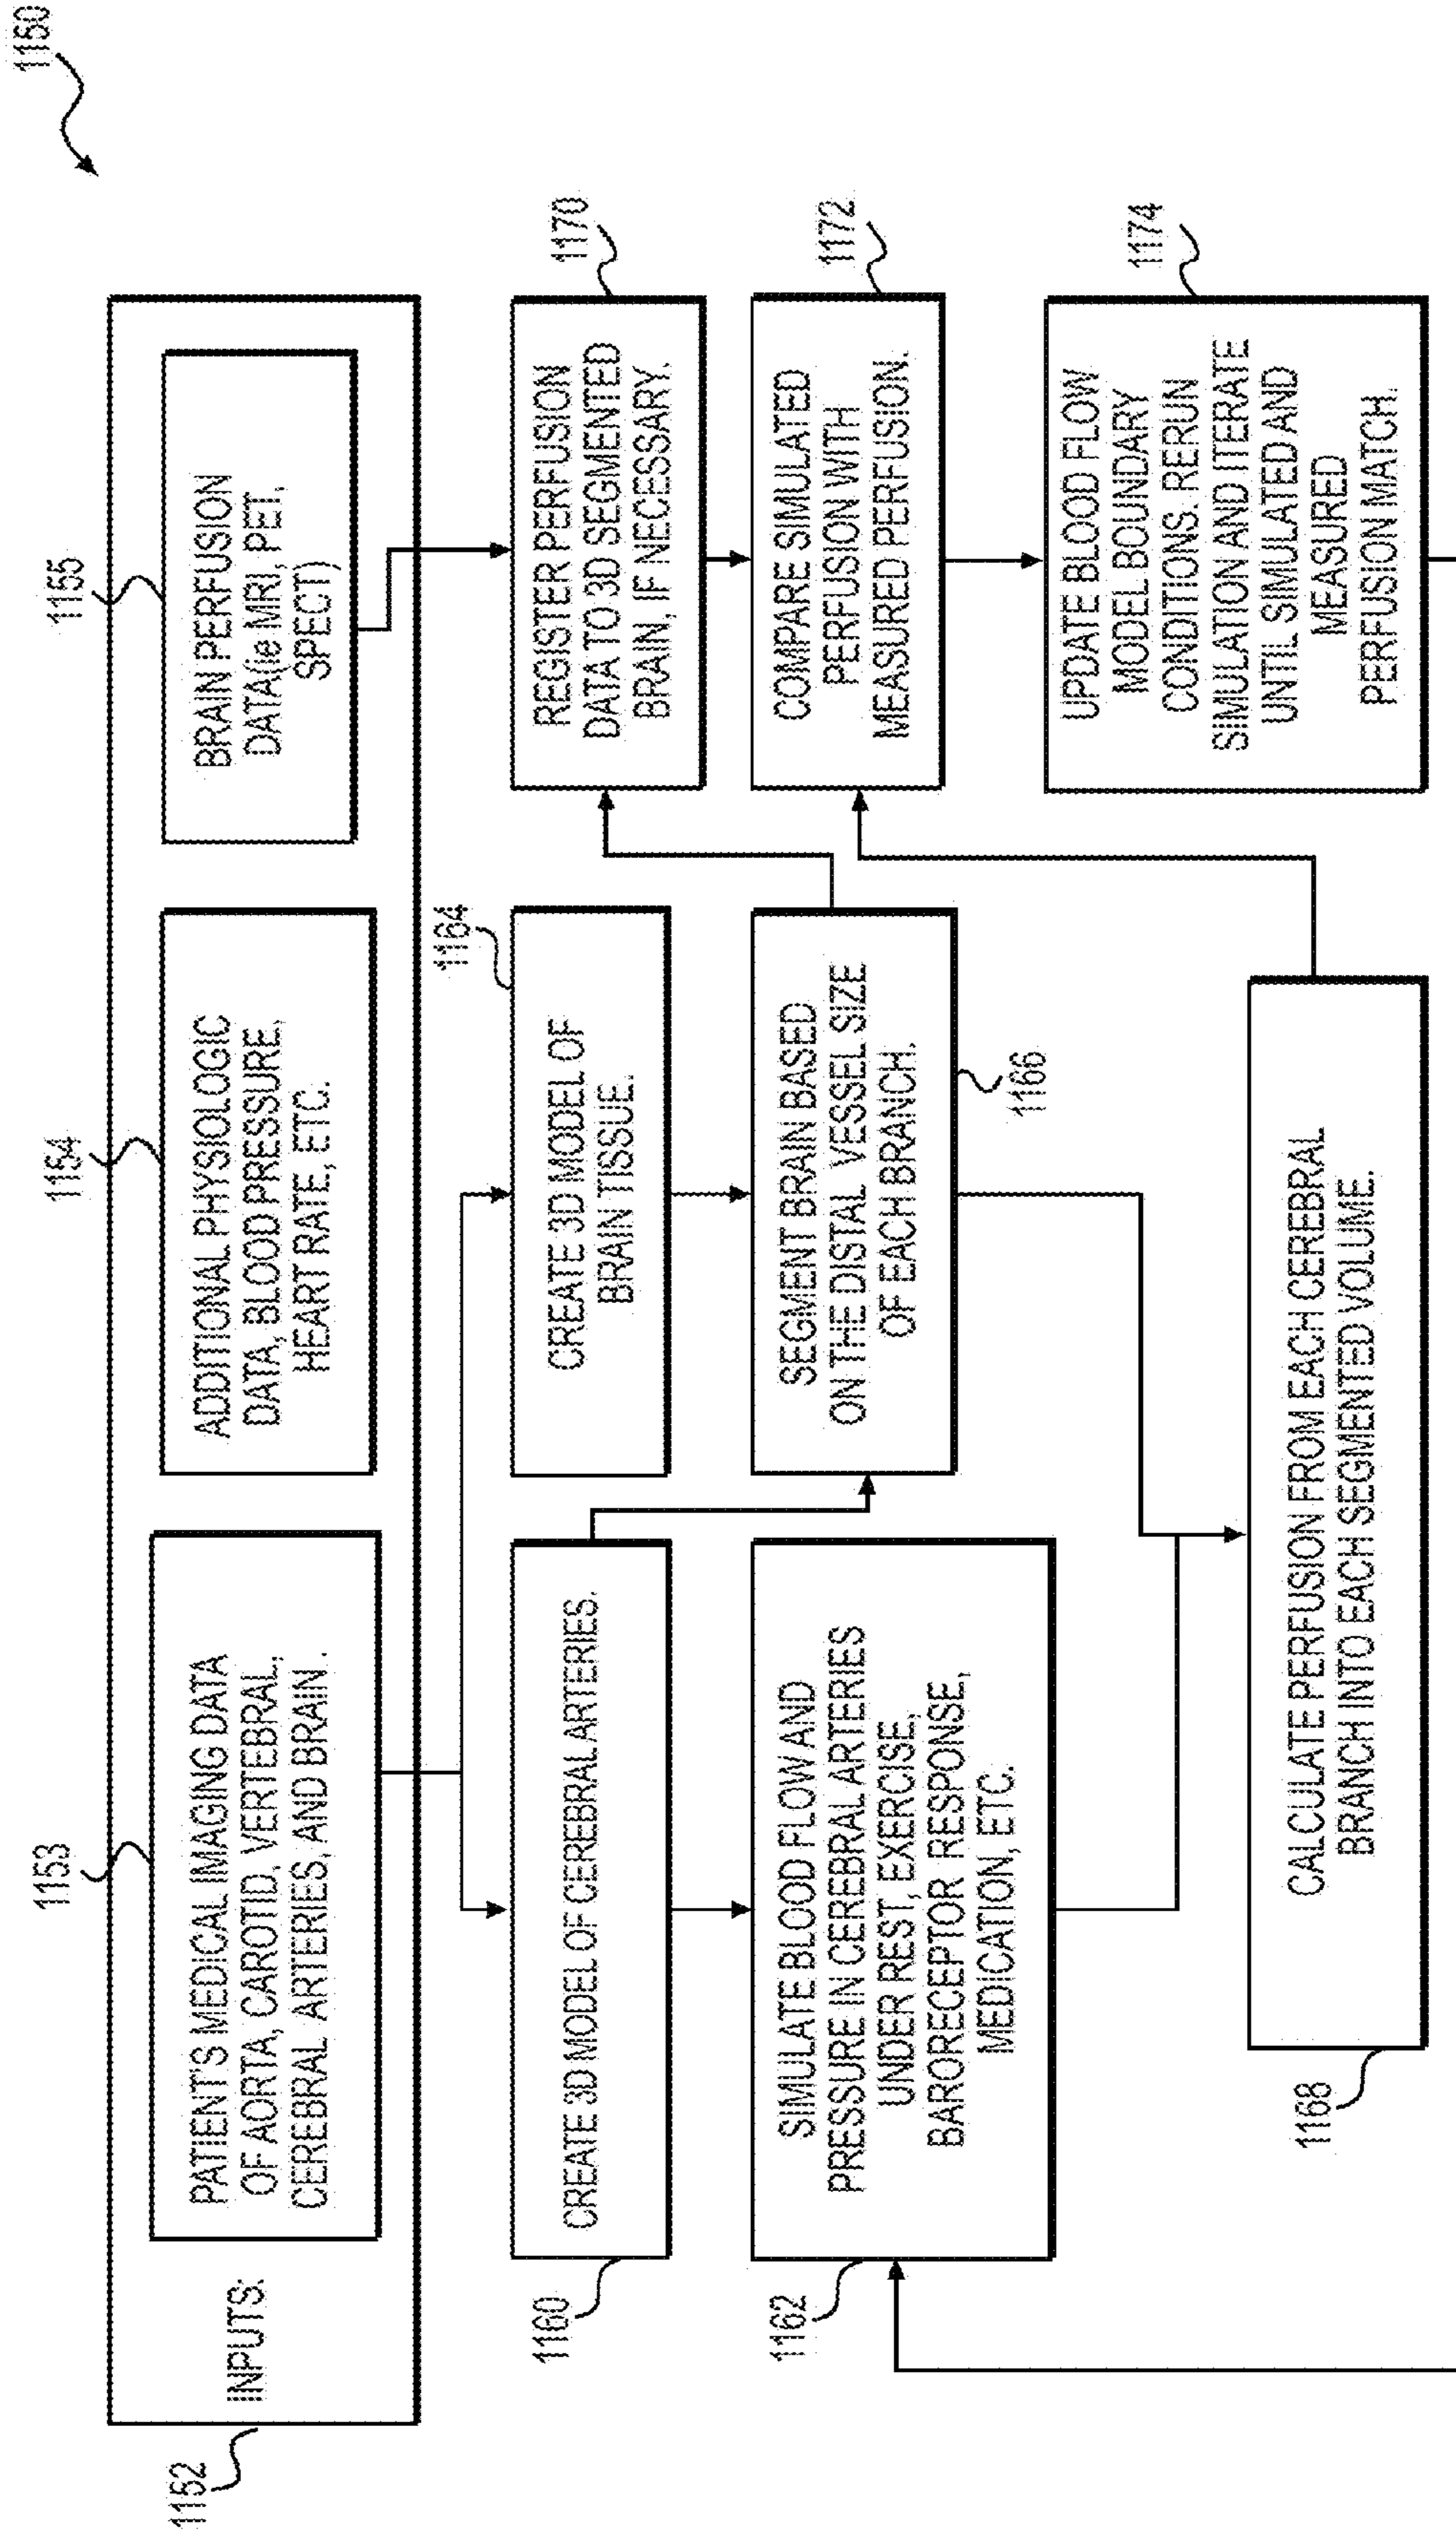 1150
1152
INPUTS:
1153
PATIENT'S MEDICAL IMAGING DATA
OF AORTA, CAROTID, VERTEBRAL,
CEREBRAL ARTERIES, AND BRAIN.
1154
ADDITIONAL PHYSIOLOGIC
DATA, BLOOD PRESSURE,
HEART RATE, ETC.
1155
BRAIN PERFUSION
DATA(ie MRI, PET,
SPECT)
1160
CREATE 3D MODEL OF CEREBRAL ARTERIES.
1164
CREATE 3D MODEL OF
BRAIN TISSUE.
1170
REGISTER PERFUSION
DATA TO 3D SEGMENTED
BRAIN, IF NECESSARY.
1162
SIMULATE BLOOD FLOW AND
PRESSURE IN CEREBRAL ARTERIES
UNDER REST, EXERCISE,
BARORECEPTOR RESPONSE,
MEDICATION, ETC.
SEGMENT BRAIN BASED
ON THE DISTAL VESSEL SIZE
OF EACH BRANCH.
1166
1172
COMPARE SIMULATED
PERFUSION WITH
MEASURED PERFUSION.
1168
CALCULATE PERFUSION FROM EACH CEREBRAL
BRANCH INTO EACH SEGMENTED VOLUME.
1174
UPDATE BLOOD FLOW
MODEL BOUNDARY
CONDITIONS. RERUN
SIMULATION AND ITERATE
UNTIL SIMULATED AND
MEASURED
PERFUSION MATCH.